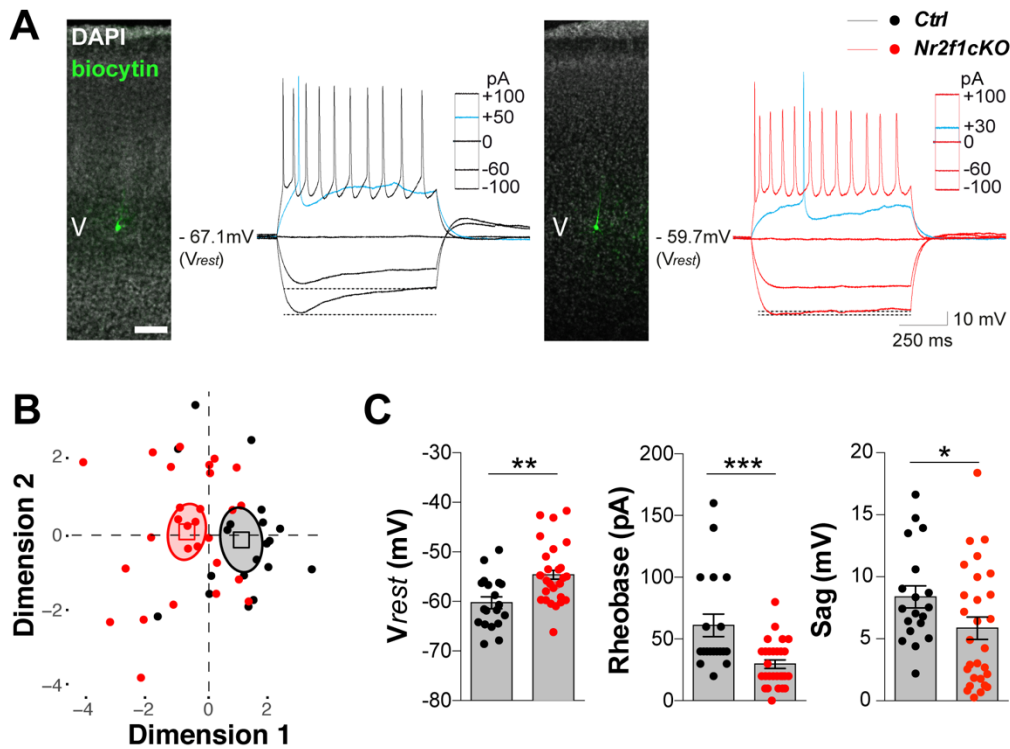 A
DAPI
biocytin
V
- 67.1mV
(Vrest)
pA
+100
+50
0
-60
-100
V
- 59.7mV
(Vrest)
Ctrl
Nr2f1cKO
pA
+100
+30
0
-60
-100
10 mV
250 ms
B
Dimension 2
2
0
−2
−4
−4
−2
0
2
Dimension 1
C
Vrest (mV)
-30
-40
-50
-60
-70
-80
**
Rheobase (pA)
200
150
100
50
0
***
Sag (mV)
20
15
10
5
0
*